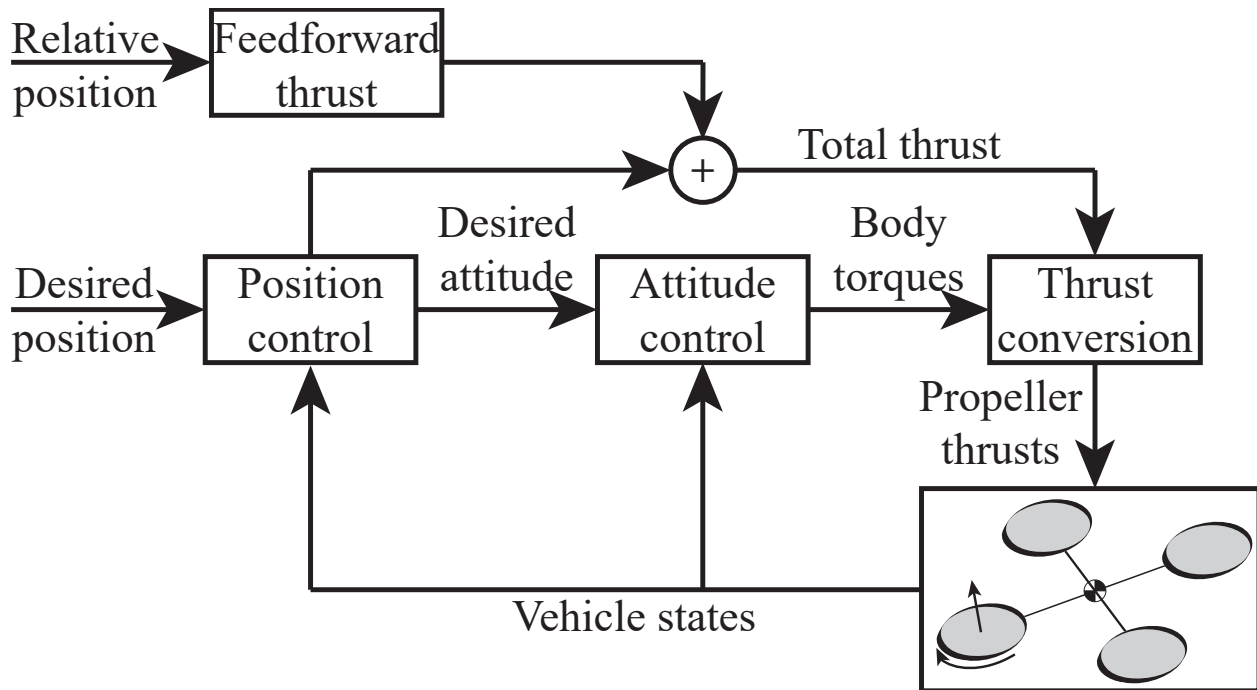 Relative
position
Feedforward
thrust
+
Total thrust
Desired
position
Position
control
Desired
attitude
Attitude
control
Body
torques
Thrust
conversion
Propeller
thrusts
Vehicle states